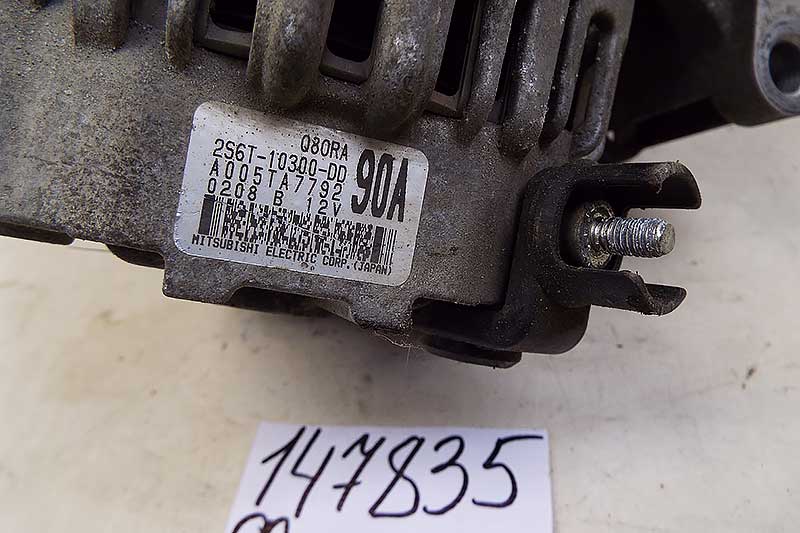 Q80RA
2S6T-10300-DD
A005TA7792
90A
0208 B 12V
MITSUBISHI ELECTRIC CORP. (JAPAN)
147835